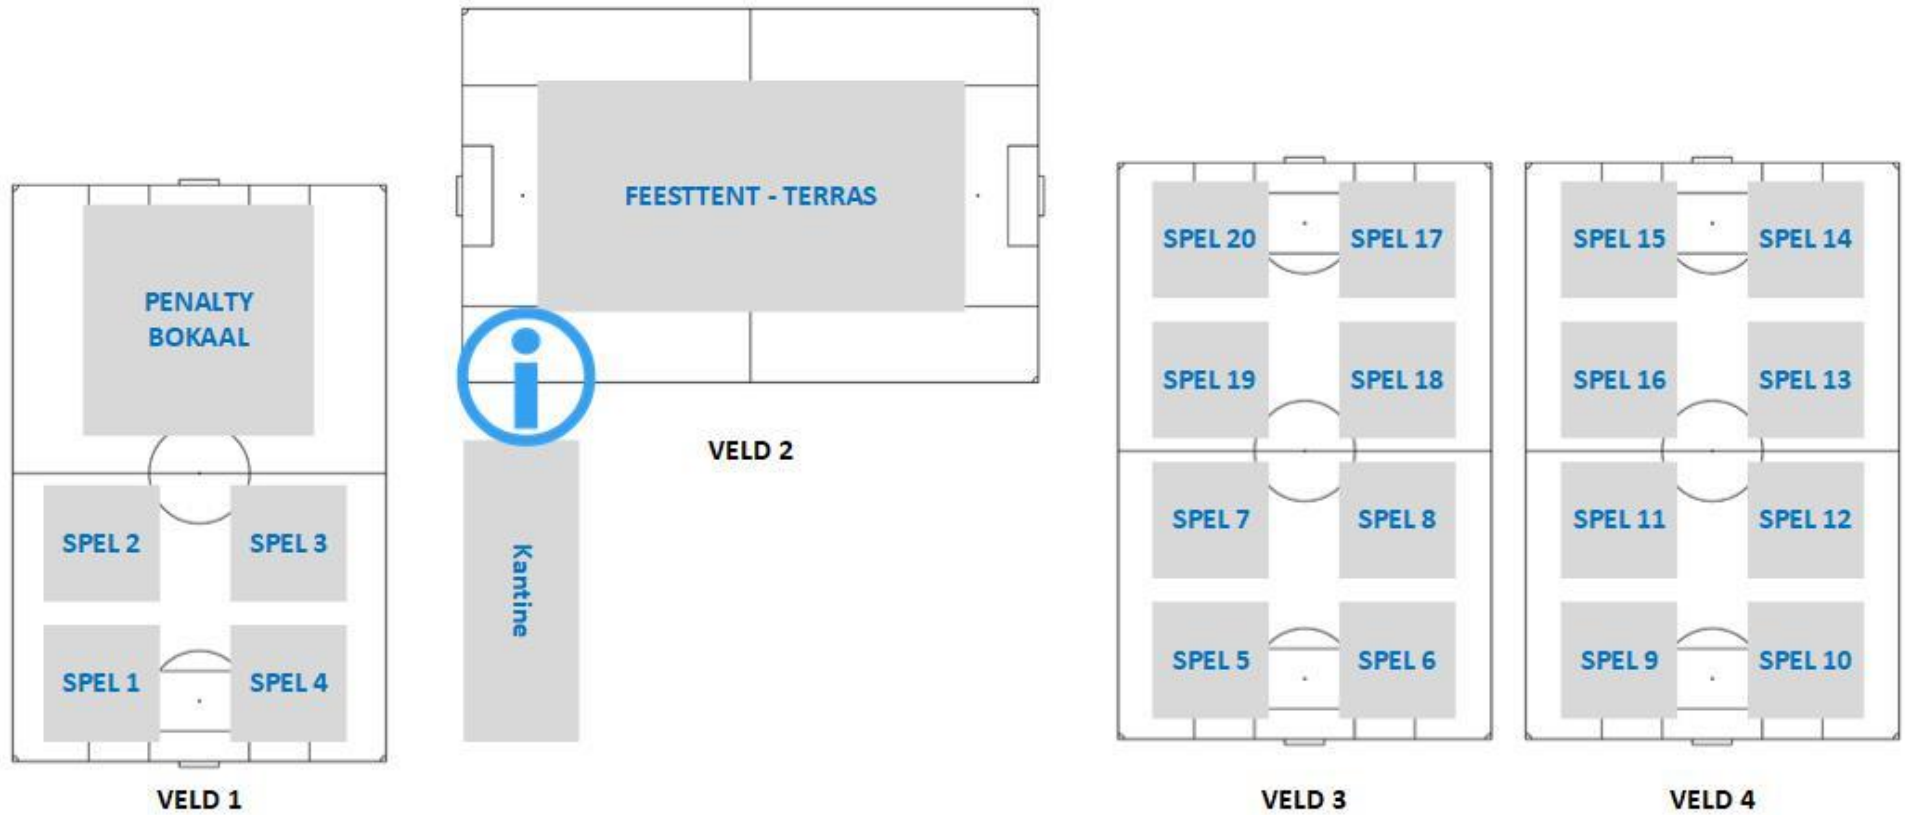 PENALTY
BOKAAL
SPEL 2
SPEL 3
SPEL 1
SPEL 4
VELD 1
FEESTTENT - TERRAS
VELD 2
Kantine
SPEL 20
SPEL 17
SPEL 19
SPEL 18
SPEL 7
SPEL 8
SPEL 5
SPEL 6
VELD 3
SPEL 15
SPEL 14
SPEL 16
SPEL 13
SPEL 11
SPEL 12
SPEL 9
SPEL 10
VELD 4